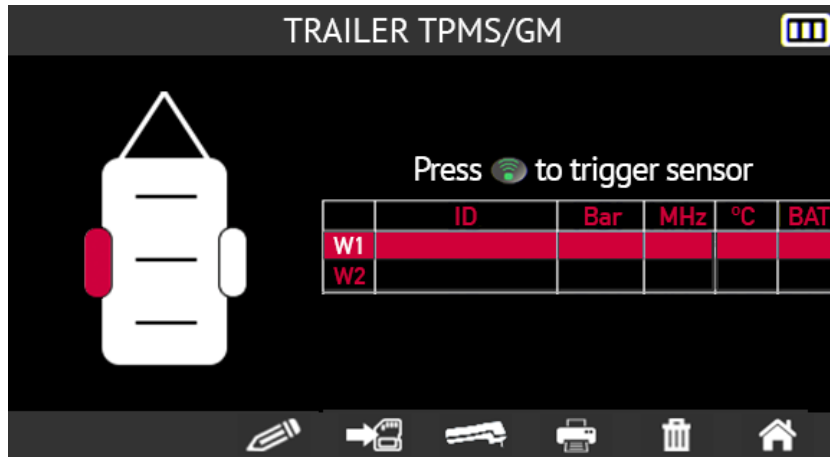 TRAILER TPMS/GM
Press to trigger sensor
ID Bar MHz °C BAT
W1
W2